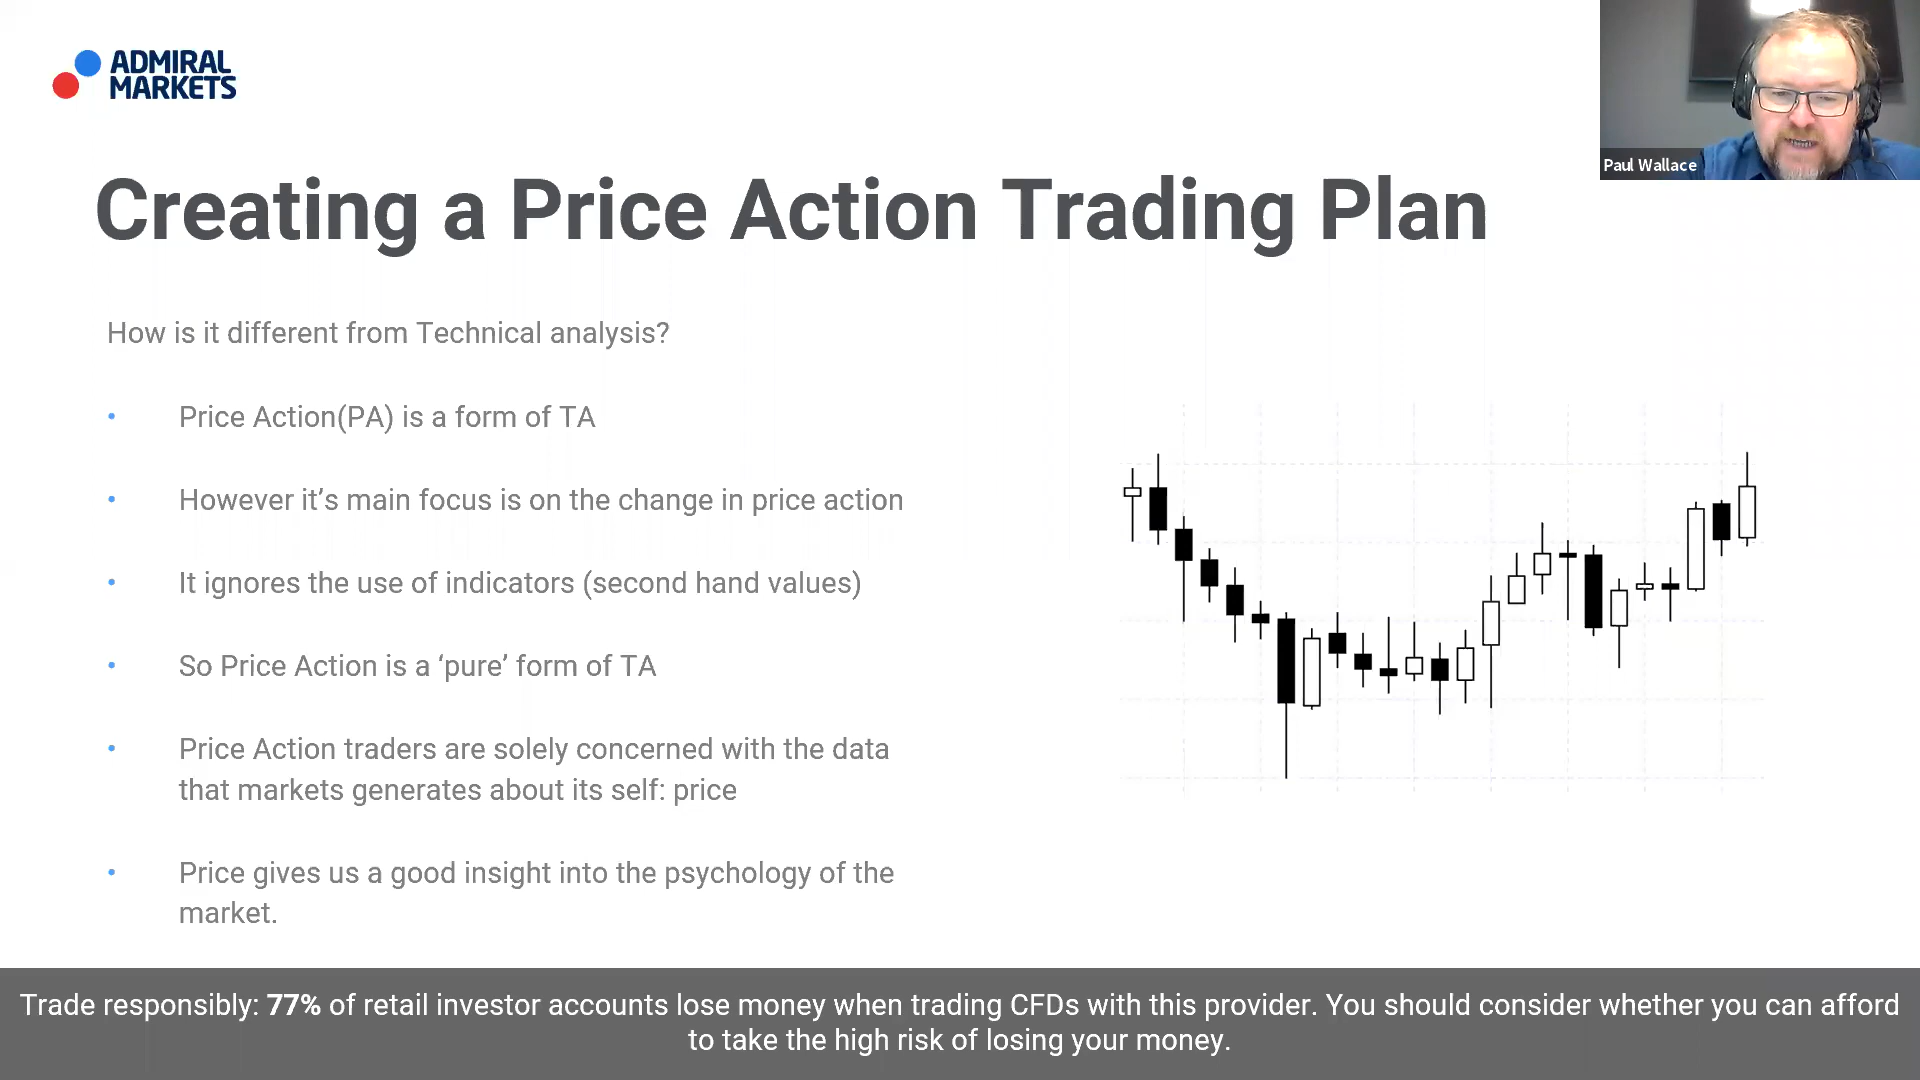 ADMIRAL
MARKETS
Paul Wallace
Creating a Price Action Trading Plan
How is it different from Technical analysis?
• Price Action(PA) is a form of TA
• However it’s main focus is on the change in price action
• It ignores the use of indicators (second hand values)
• So Price Action is a ‘pure’ form of TA
• Price Action traders are solely concerned with the data
that markets generates about its self: price
• Price gives us a good insight into the psychology of the
market.
Trade responsibly: 77% of retail investor accounts lose money when trading CFDs with this provider. You should consider whether you can afford
to take the high risk of losing your money.